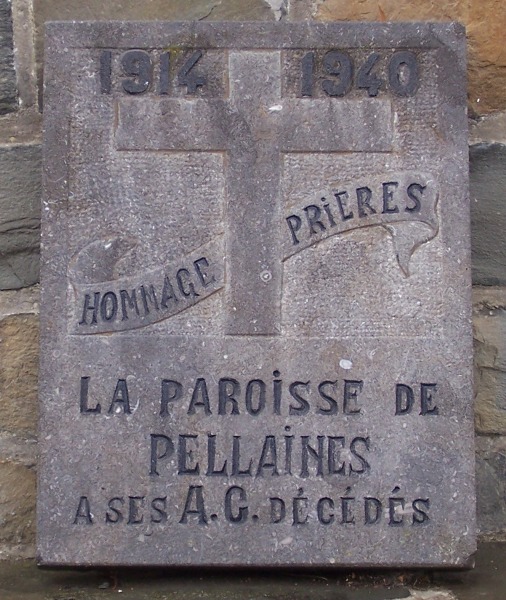 1914 1940
HOMMAGE PRIÈRES
LA PAROISSE DE
PELLAINES
A SES A.C. DÉCÉDÉS